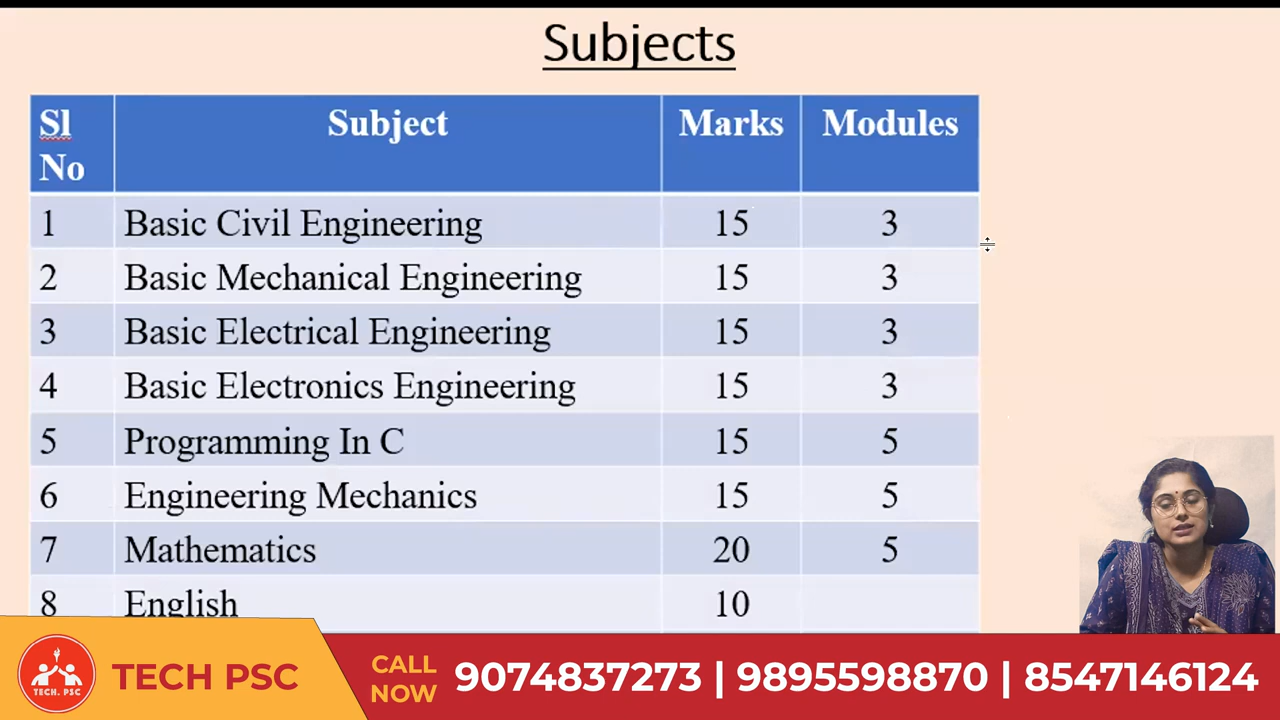 Subjects
Sl No Subject Marks Modules
1 Basic Civil Engineering 15 3
2 Basic Mechanical Engineering 15 3
3 Basic Electrical Engineering 15 3
4 Basic Electronics Engineering 15 3
5 Programming In C 15 5
6 Engineering Mechanics 15 5
7 Mathematics 20 5
8 English 10
TECH. PSC
TECH PSC
CALL NOW
9074837273 | 9895598870 | 8547146124